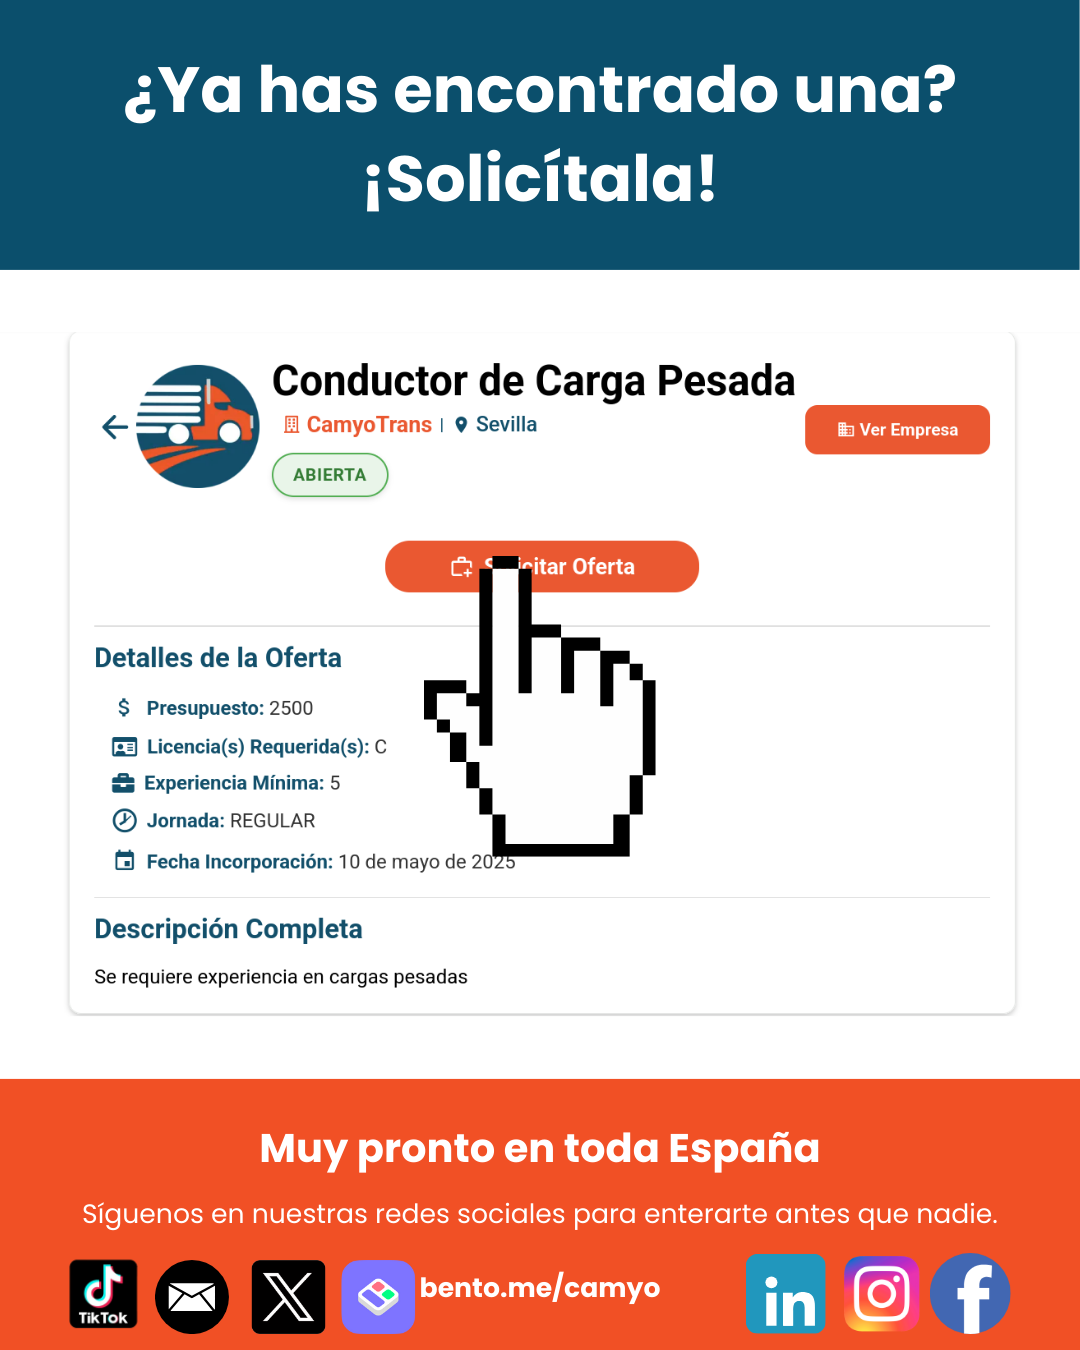 ¿Ya has encontrado una?
¡Solicítala!
Conductor de Carga Pesada
CamyoTrans | Sevilla
Ver Empresa
ABIERTA
Oferta
Detalles de la Oferta
Presupuesto: 2500
Licencia(s) Requerida(s): C
Experiencia Mínima: 5
Jornada: REGULAR
Fecha Incorporación: 10 de mayo de 2025
Descripción Completa
Se requiere experiencia en cargas pesadas
Muy pronto en toda España
Síguenos en nuestras redes sociales para enterarte antes que nadie.
TikTok
bento.me/camyo
in